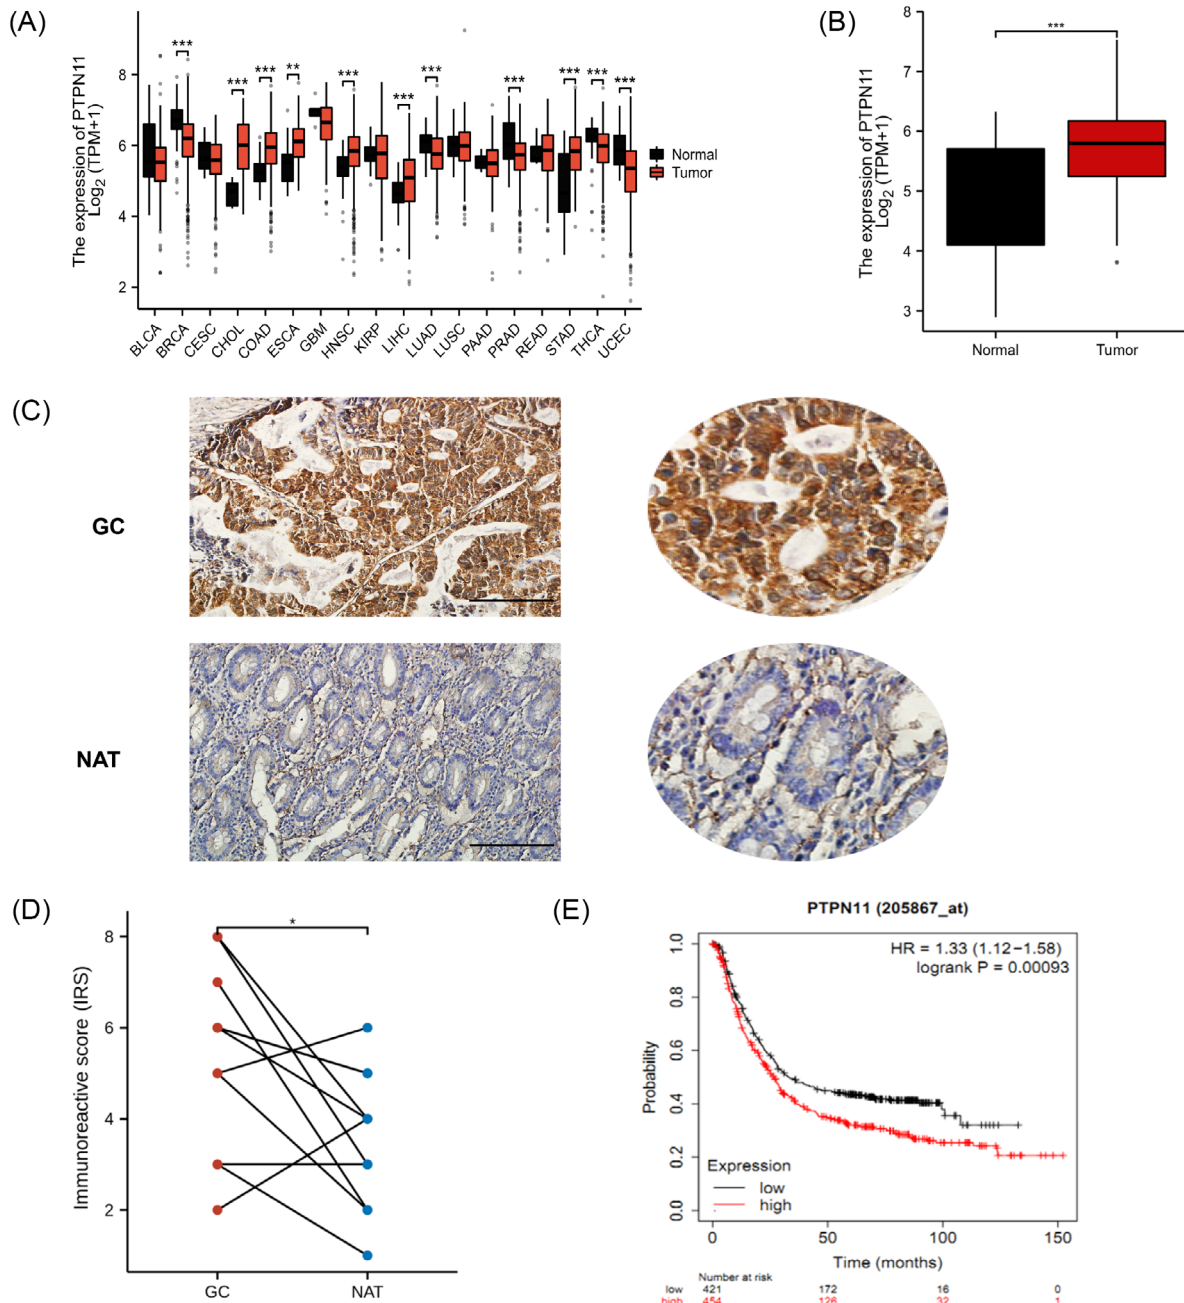 (A)
The expression of PTPN11
Log2 (TPM+1)
8
6
4
2
***
***
***
**
***
***
***
***
***
***
***
Normal
Tumor
BLCA
BRCA
CESC
CHOL
COAD
ESCA
GBM
HNSC
KIRP
LIHC
LUAD
LUSC
PAAD
PRAD
READ
STAD
THCA
UCEC
(B)
The expression of PTPN11
Log2 (TPM+1)
8
7
6
5
4
3
***
Normal
Tumor
(C)
GC
NAT
(D)
Immunoreactive score (IRS)
8
6
4
2
*
GC
NAT
(E)
PTPN11 (205867_at)
HR = 1.33 (1.12−1.58)
logrank P = 0.00093
Probability
1.0
0.8
0.6
0.4
0.2
0.0
Expression
low
high
0 50 100 150
Time (months)
Number at risk
low 421 172 16 0
high 454 126 32 1